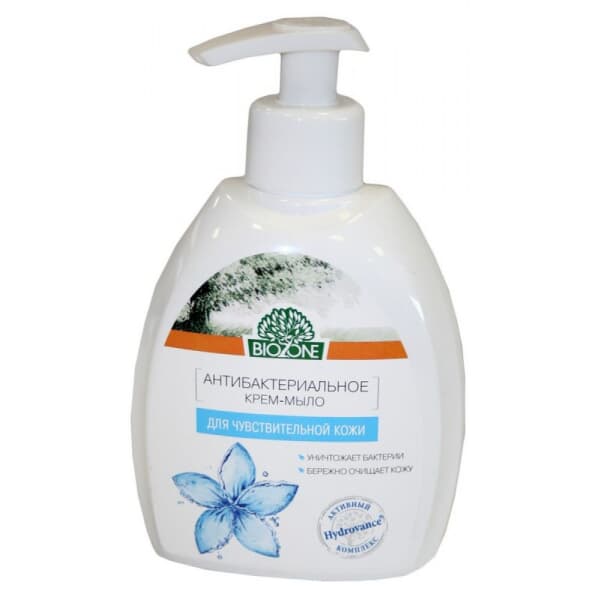 BIOZONE
АНТИБАКТЕРИАЛЬНОЕ
КРЕМ-МЫЛО
ДЛЯ ЧУВСТВИТЕЛЬНОЙ КОЖИ
УНИЧТОЖАЕТ БАКТЕРИИ
БЕРЕЖНО ОЧИЩАЕТ КОЖУ
АКТИВНЫЙ
Hydrovance®
КОМПЛЕКС